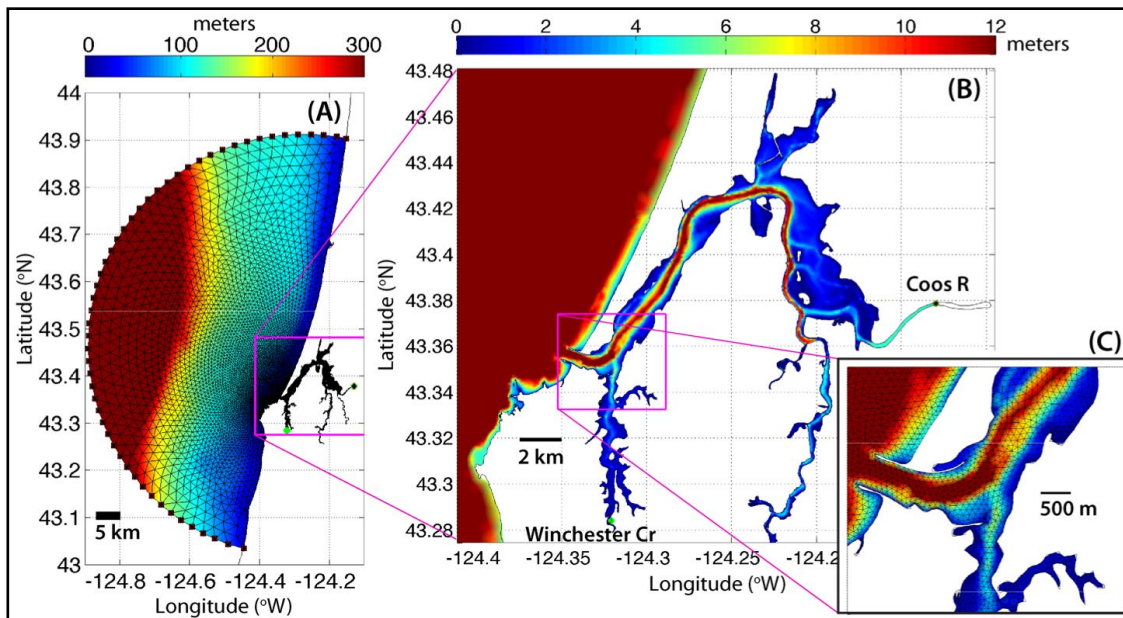 meters
0 100 200 300
(A)
44
43.9
43.8
43.7
43.6
43.5
43.4
43.3
43.2
43.1
43
Latitude (°N)
5 km
-124.8 -124.6 -124.4 -124.2
Longitude (°W)
0 2 4 6 8 10 12
meters
(B)
43.48
43.46
43.44
43.42
43.4
43.38
43.36
43.34
43.32
43.3
43.28
Latitude (°N)
Coos R
2 km
Winchester Cr
-124.4 -124.35 -124.3 -124.25
Longitude (°W)
(C)
500 m